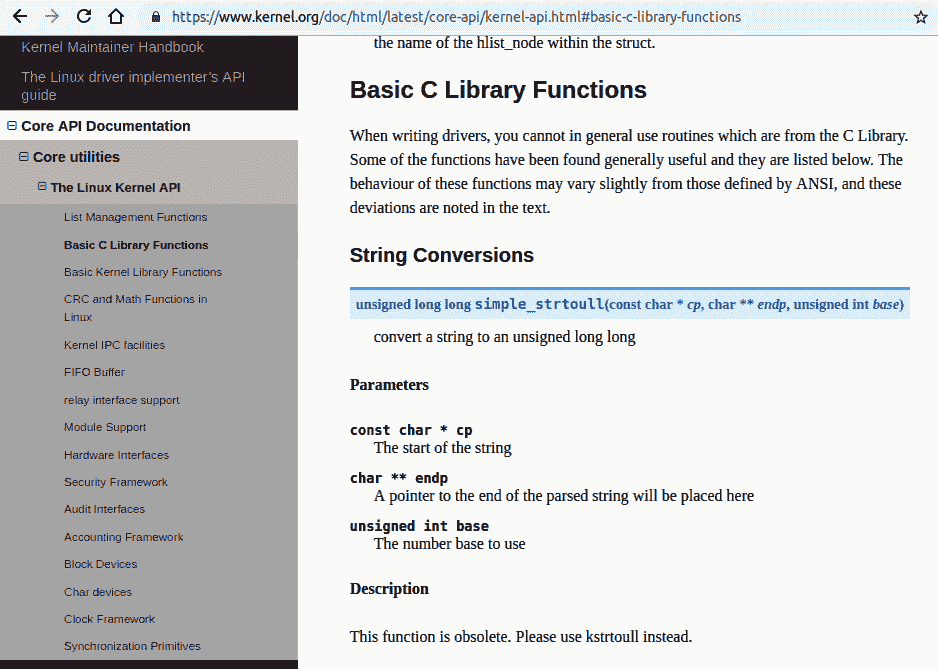 https://www.kernel.org/doc/html/latest/core-api/kernel-api.html#basic-c-library-functions
Kernel Maintainer Handbook
The Linux driver implementer's API
guide
Core API Documentation
Core utilities
The Linux Kernel API
List Management Functions
Basic C Library Functions
Basic Kernel Library Functions
CRC and Math Functions in
Linux
Kernel IPC facilities
FIFO Buffer
relay interface support
Module Support
Hardware Interfaces
Security Framework
Audit Interfaces
Accounting Framework
Block Devices
Char devices
Clock Framework
Synchronization Primitives
the name of the hlist_node within the struct.
Basic C Library Functions
When writing drivers, you cannot in general use routines which are from the C Library.
Some of the functions have been found generally useful and they are listed below. The
behaviour of these functions may vary slightly from those defined by ANSI, and these
deviations are noted in the text.
String Conversions
unsigned long long simple_strtoull(const char * cp, char ** endp, unsigned int base)
convert a string to an unsigned long long
Parameters
const char * cp
The start of the string
char ** endp
A pointer to the end of the parsed string will be placed here
unsigned int base
The number base to use
Description
This function is obsolete. Please use kstrtoull instead.